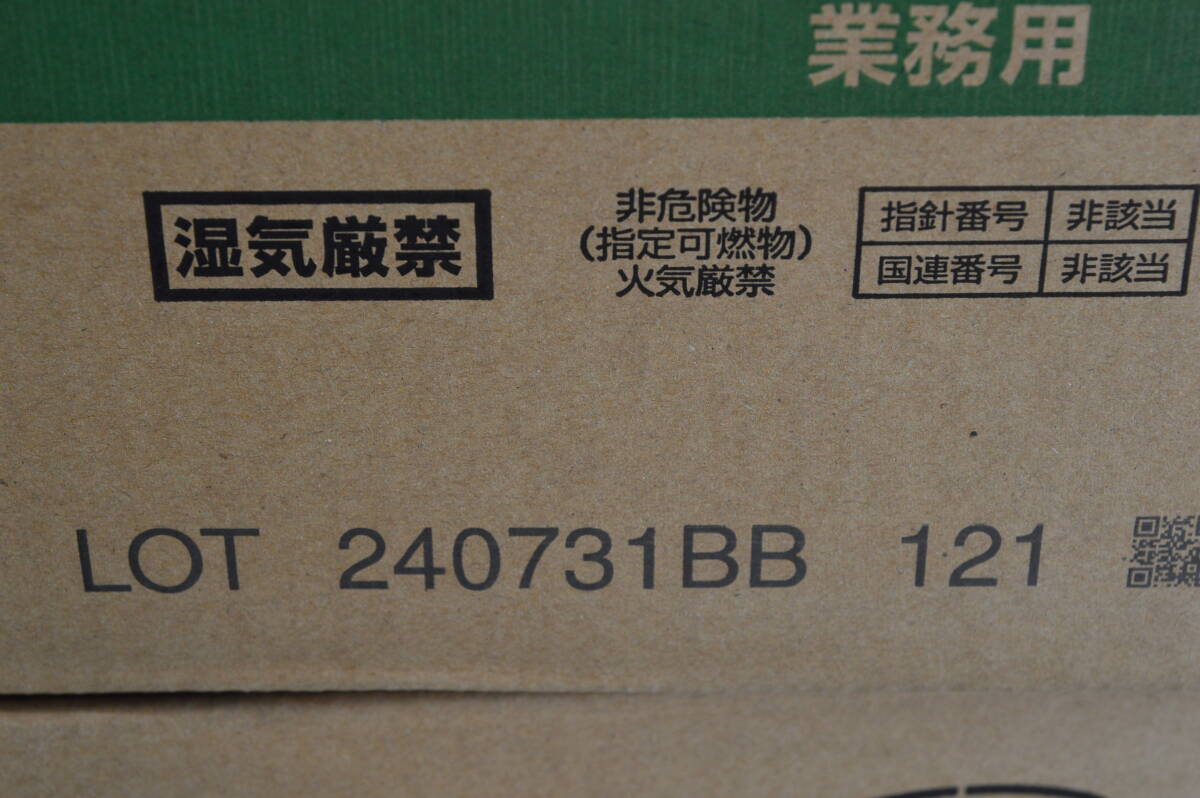 業務用
湿気厳禁
非危険物
（指定可燃物）
火気厳禁
指針番号 非該当
国連番号 非該当
LOT 240731BB 121